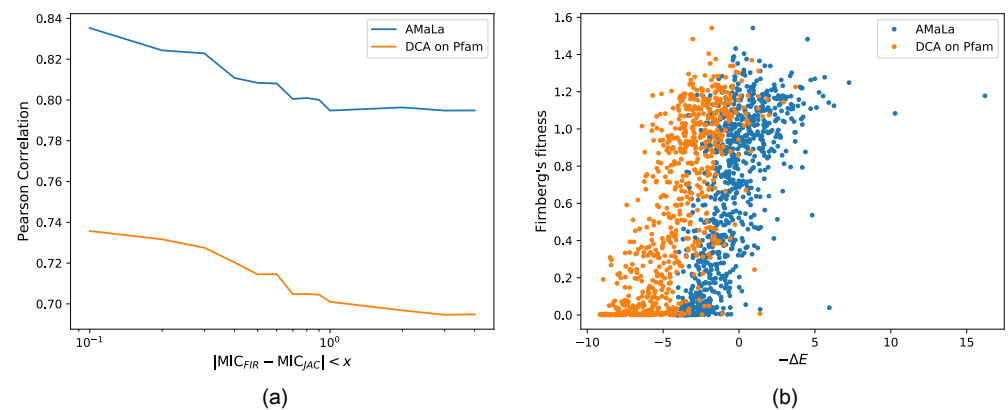 0.84
0.82
0.80
0.78
0.76
0.74
0.72
0.70
Pearson Correlation
AMaLa
DCA on Pfam
10⁻¹
10⁰
|MIC_FIR − MIC_JAC| < x
(a)
1.6
1.4
1.2
1.0
0.8
0.6
0.4
0.2
0.0
Firnberg's fitness
AMaLa
DCA on Pfam
−10
−5
0
5
10
15
−ΔE
(b)